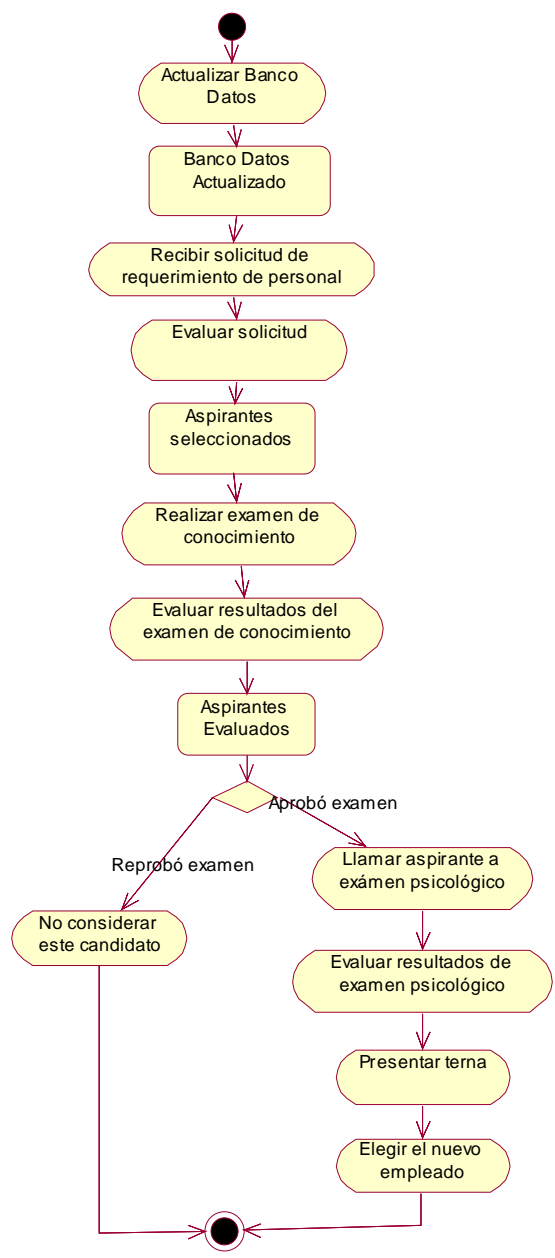 Actualizar Banco
Datos
Banco Datos
Actualizado
Recibir solicitud de
requerimiento de personal
Evaluar solicitud
Aspirantes
seleccionados
Realizar examen de
conocimiento
Evaluar resultados del
examen de conocimiento
Aspirantes
Evaluados
Aprobó examen
Reprobó examen
Llamar aspirante a
exámen psicológico
No considerar
este candidato
Evaluar resultados de
examen psicológico
Presentar terna
Elegir el nuevo
empleado